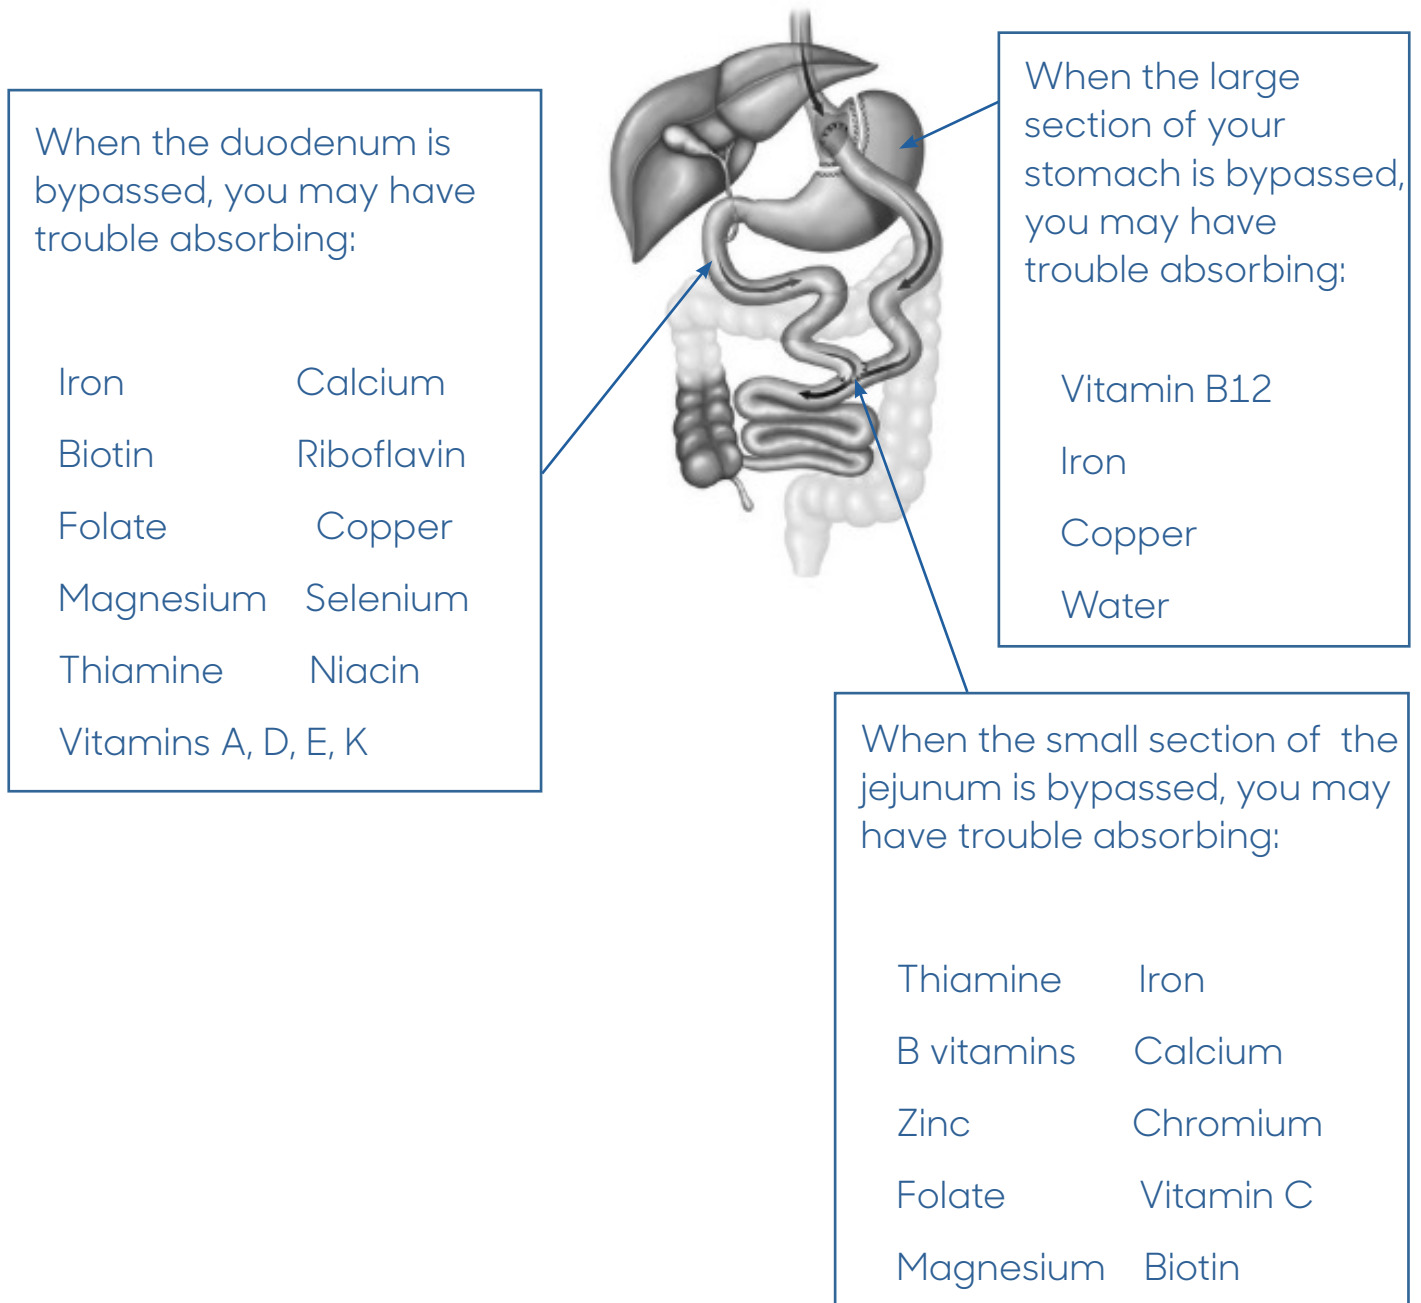 When the duodenum is
bypassed, you may have
trouble absorbing:
Iron Calcium
Biotin Riboflavin
Folate Copper
Magnesium Selenium
Thiamine Niacin
Vitamins A, D, E, K
When the large
section of your
stomach is bypassed,
you may have
trouble absorbing:
Vitamin B12
Iron
Copper
Water
When the small section of the
jejunum is bypassed, you may
have trouble absorbing:
Thiamine Iron
B vitamins Calcium
Zinc Chromium
Folate Vitamin C
Magnesium Biotin